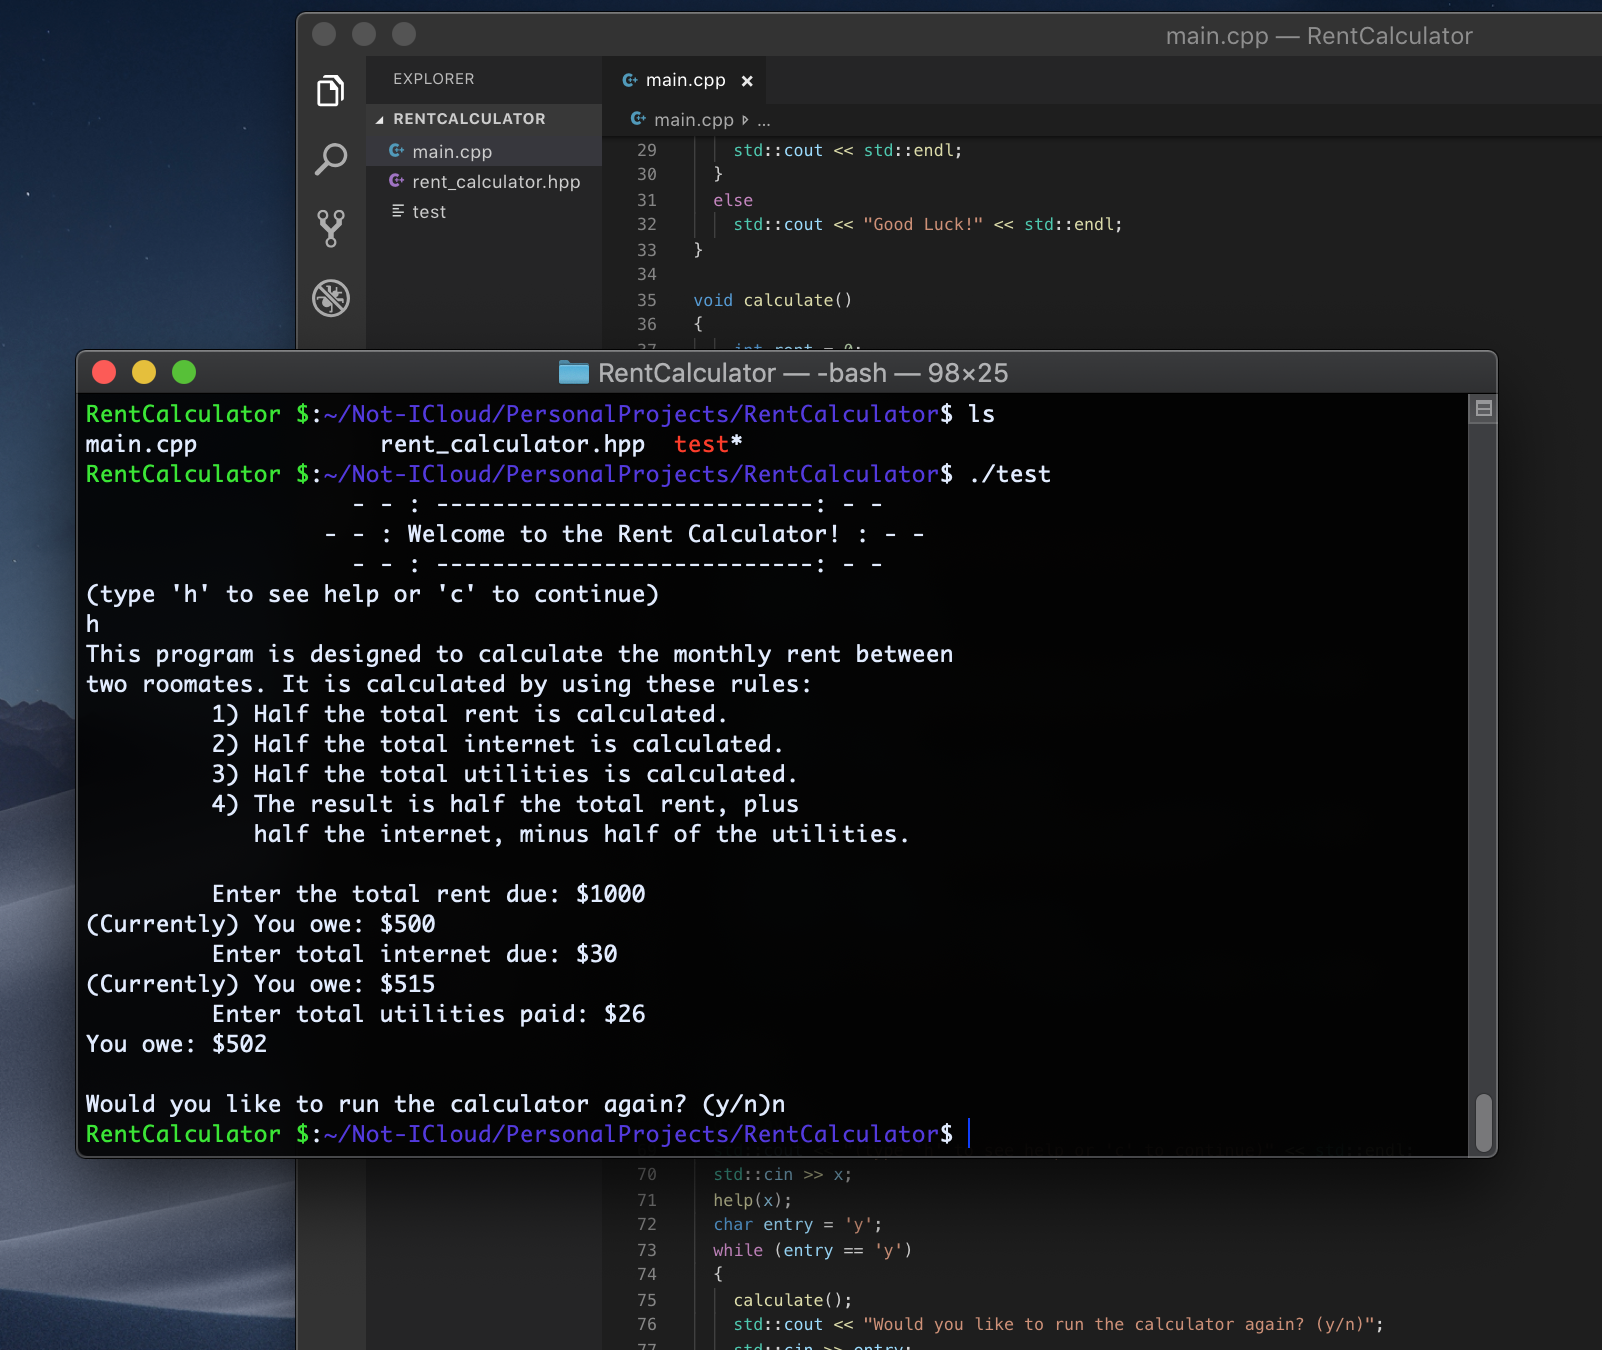 main.cpp — RentCalculator
EXPLORER
RENTCALCULATOR
main.cpp
rent_calculator.hpp
test
main.cpp ×
main.cpp ▹ ...
29 std::cout << std::endl;
30 }
31 else
32 std::cout << "Good Luck!" << std::endl;
33 }
34
35 void calculate()
36 {
37 int rent = 0;
RentCalculator — -bash — 98×25
RentCalculator $:~/Not-ICloud/PersonalProjects/RentCalculator$ ls
main.cpp rent_calculator.hpp test*
RentCalculator $:~/Not-ICloud/PersonalProjects/RentCalculator$ ./test
- - : ---------------------------: - -
- - : Welcome to the Rent Calculator! : - -
- - : ---------------------------: - -
(type 'h' to see help or 'c' to continue)
h
This program is designed to calculate the monthly rent between
two roomates. It is calculated by using these rules:
1) Half the total rent is calculated.
2) Half the total internet is calculated.
3) Half the total utilities is calculated.
4) The result is half the total rent, plus
half the internet, minus half of the utilities.
Enter the total rent due: $1000
(Currently) You owe: $500
Enter total internet due: $30
(Currently) You owe: $515
Enter total utilities paid: $26
You owe: $502
Would you like to run the calculator again? (y/n)n
RentCalculator $:~/Not-ICloud/PersonalProjects/RentCalculator$
70 std::cin >> x;
71 help(x);
72 char entry = 'y';
73 while (entry == 'y')
74 {
75 calculate();
76 std::cout << "Would you like to run the calculator again? (y/n)";
77 std::cin >> entry;